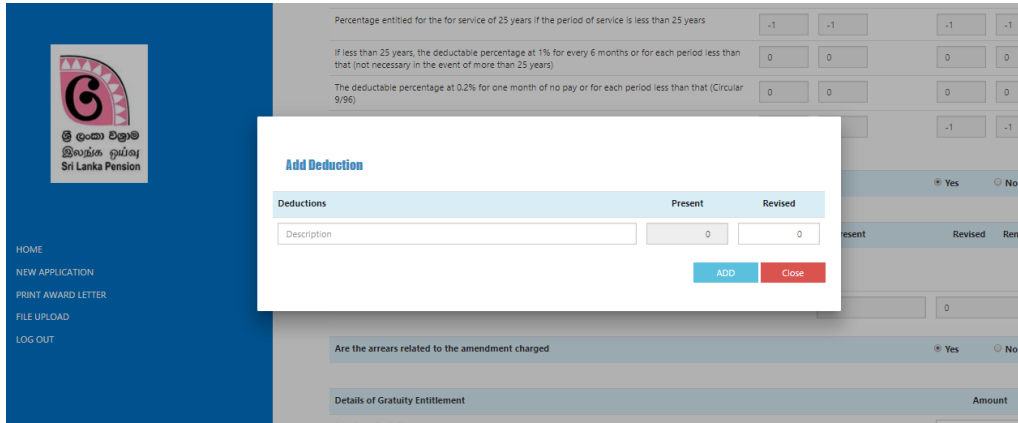 Percentage entitled for the for service of 25 years if the period of service is less than 25 years
-1 -1 -1 -1
If less than 25 years, the deductable percentage at 1% for every 6 months or for each period less than
that (not necessary in the event of more than 25 years)
0 0 0 0
The deductable percentage at 0.2% for one month of no pay or for each period less than that (Circular
9/96)
0 0 0 0
-1 -1
ශ්‍රී ලංකා විශ්‍රාම
இலங்கை ஓய்வு
Sri Lanka Pension
Add Deduction
Yes No
Deductions Present Revised
Description 0 0
resent Revised Ren
ADD Close
HOME
NEW APPLICATION
PRINT AWARD LETTER
FILE UPLOAD
LOG OUT
0
Are the arrears related to the amendment charged Yes No
Details of Gratuity Entitlement Amount